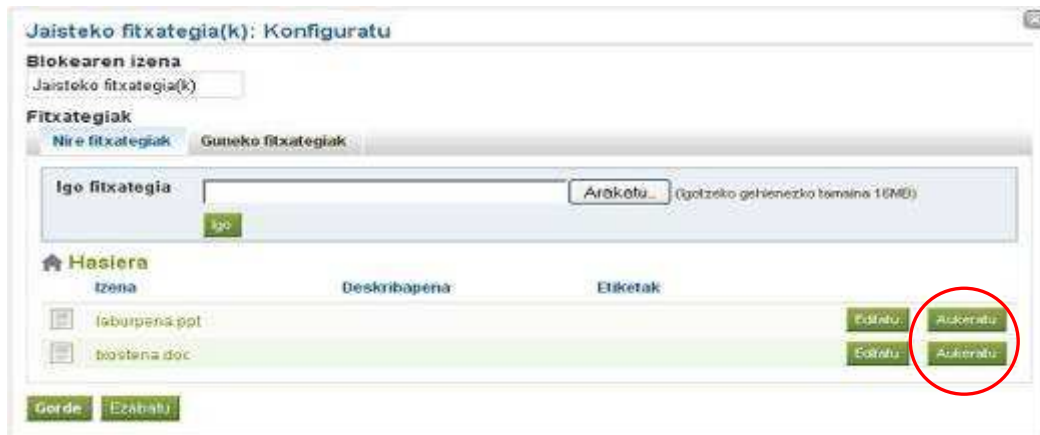 Jaisteko fitxategia(k): Konfiguratu
Blokearen izena
Jaisteko fitxategia(k)
Fitxategiak
Nire fitxategiak Guneko fitxategiak
Igo fitxategia Arakatu... (Igotzeko gehienezko tamaina 16MB)
Igo
Hasiera
Izena Deskribapena Etiketak
laburpena.ppt Editatu Aukeratu
txostena.doc Editatu Aukeratu
Gorde Ezabatu